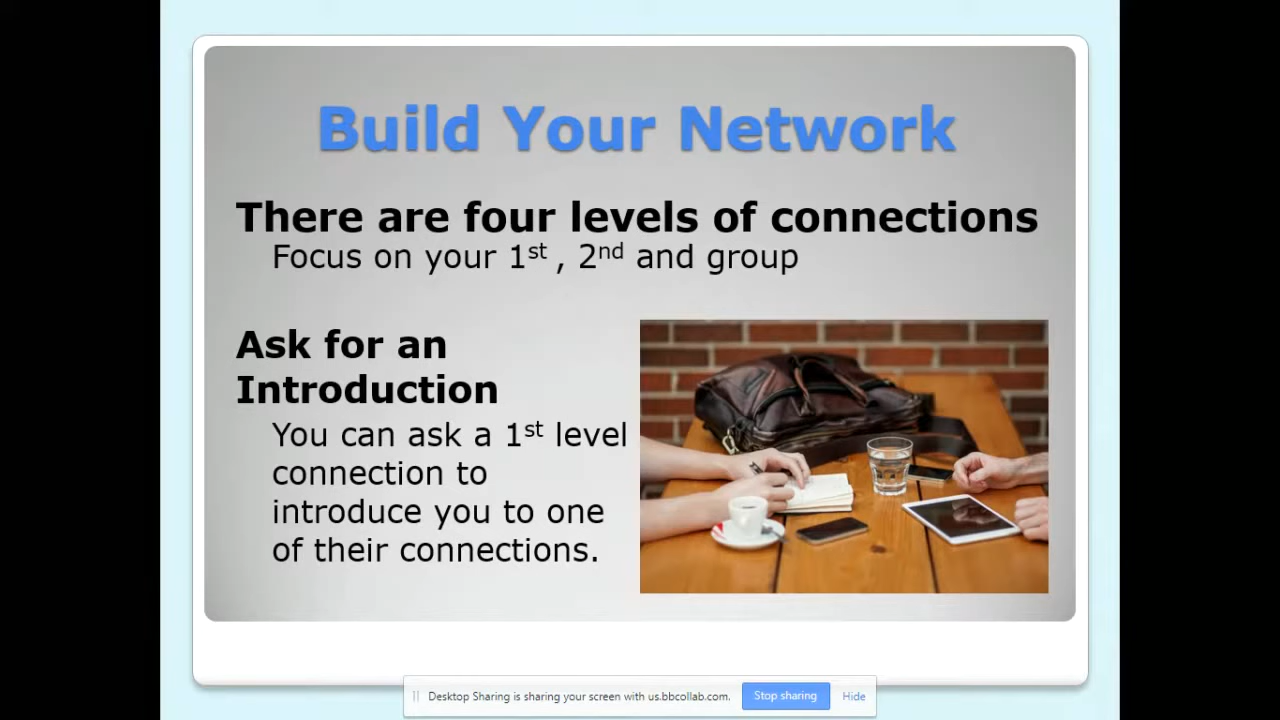 Build Your Network
There are four levels of connections
Focus on your 1st , 2nd and group
Ask for an
Introduction
You can ask a 1st level
connection to
introduce you to one
of their connections.
Desktop Sharing is sharing your screen with us.bbcollab.com. Stop sharing Hide